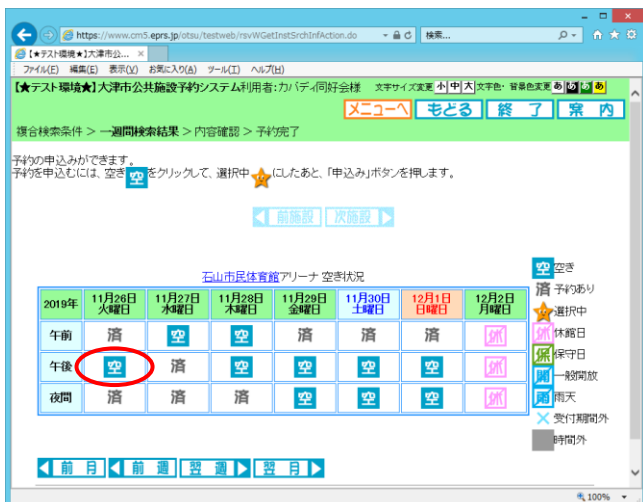 https://www.cm5.eprs.jp/otsu/testweb/rsvWGetInstSrchInfAction.do 検索...
【★テスト環境★】大津市公... ×
ファイル(F) 編集(E) 表示(V) お気に入り(A) ツール(T) ヘルプ(H)
【★テスト環境★】大津市公共施設予約システム利用者:カバディ同好会様 文字サイズ変更 小 中 大 文字色・背景色変更 あ あ あ あ
メニューへ もどる 終 了 案 内
複合検索条件 > 一週間検索結果 > 内容確認 > 予約完了
予約の申込みができます。
予約を申込むには、空き 空 をクリックして、選択中 にしたあと、「申込み」ボタンを押します。
前施設 次施設
石山市民体育館アリーナ 空き状況
2019年 11月26日 火曜日 11月27日 水曜日 11月28日 木曜日 11月29日 金曜日 11月30日 土曜日 12月1日 日曜日 12月2日 月曜日
午前 済 空 空 済 済 済 休
午後 空 済 空 空 空 空 休
夜間 済 済 済 空 空 空 休
空 空き
済 予約あり
選択中
休 休館日
保 保守日
開 一般開放
雨 雨天
受付期間外
時間外
前 月 前 週 翌 週 翌 月
100%